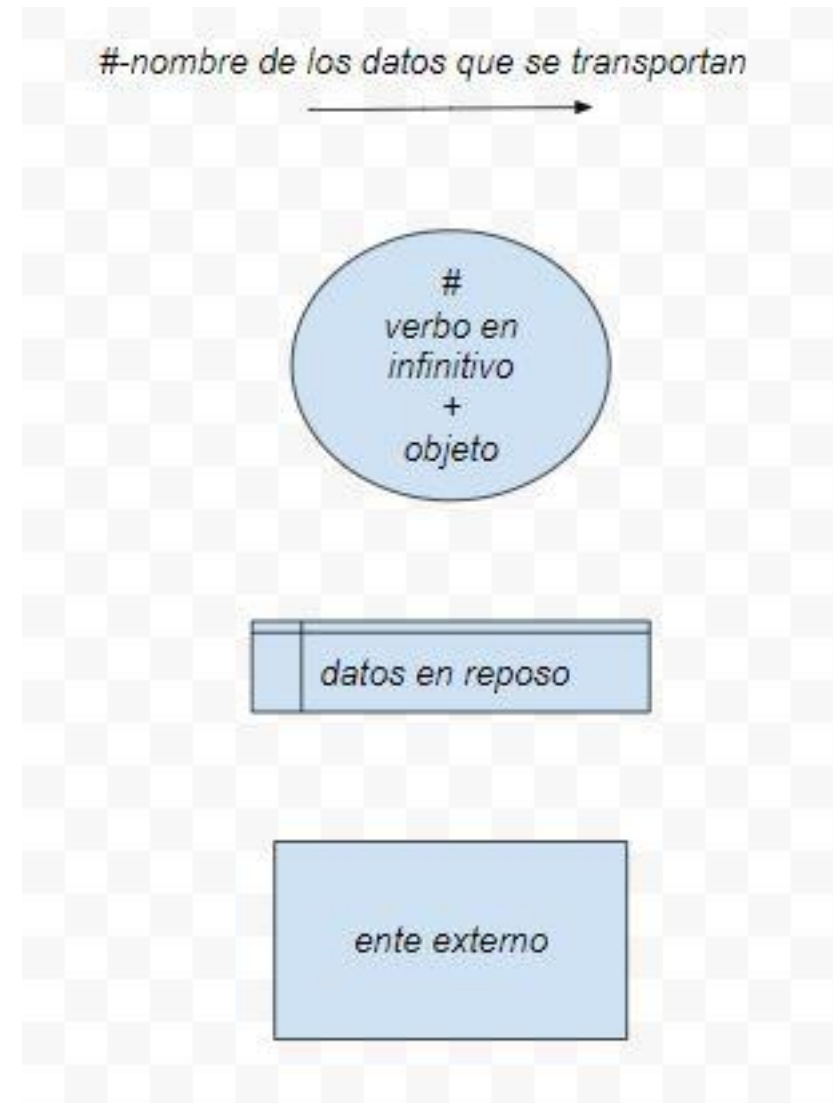 #-nombre de los datos que se transportan
#
verbo en
infinitivo
+
objeto
datos en reposo
ente externo